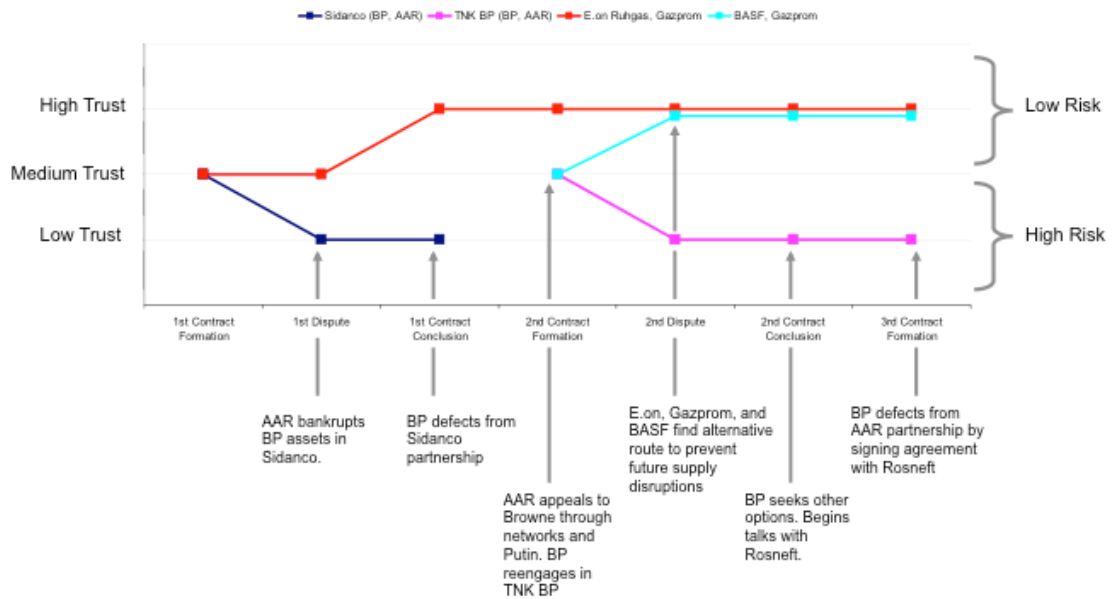 Sidanco (BP, AAR) TNK BP (BP, AAR) E.on Ruhgas, Gazprom BASF, Gazprom
High Trust
Medium Trust
Low Trust
Low Risk
High Risk
1st Contract
Formation
1st Dispute
1st Contract
Conclusion
2nd Contract
Formation
2nd Dispute
2nd Contract
Conclusion
3rd Contract
Formation
AAR bankrupts
BP assets in
Sidanco.
BP defects from
Sidanco
partnership
AAR appeals to
Browne through
networks and
Putin. BP
reengages in
TNK BP
E.on, Gazprom, and
BASF find alternative
route to prevent
future supply
disruptions
BP seeks other
options. Begins
talks with
Rosneft.
BP defects from
AAR partnership by
signing agreement
with Rosneft